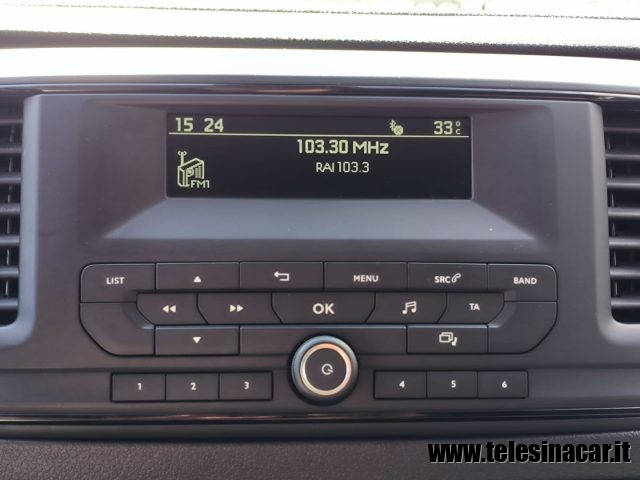 15 24
33°C
103.30 MHz
RAI 103.3
FM1
LIST
MENU
SRC
BAND
OK
TA
1 2 3 4 5 6
www.telesinacar.it